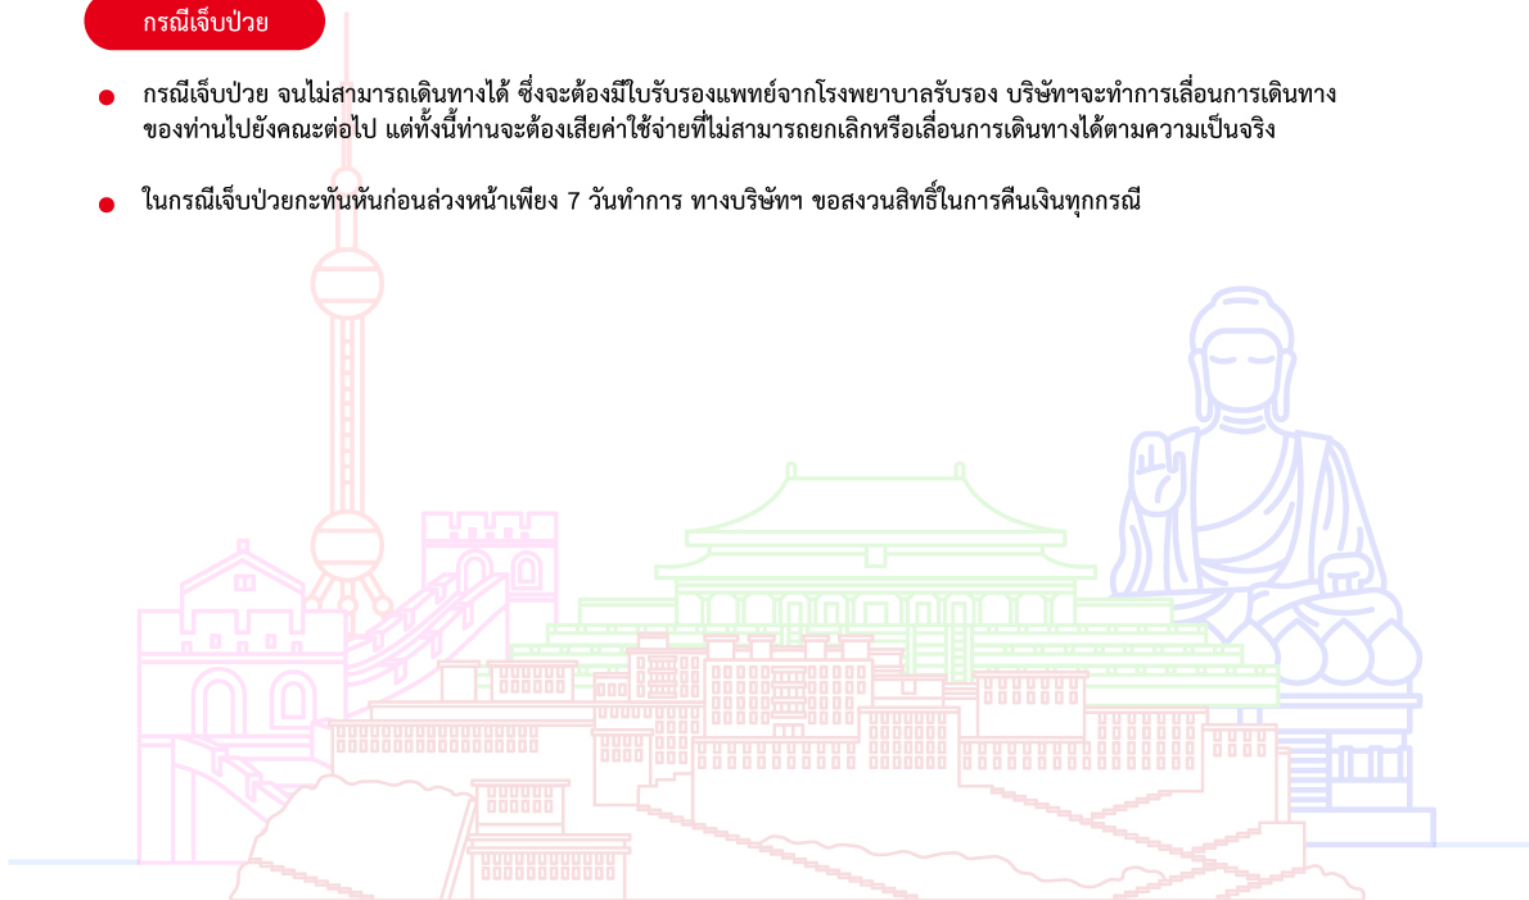 กรณีเจ็บป่วย
กรณีเจ็บป่วย จนไม่สามารถเดินทางได้ ซึ่งจะต้องมีใบรับรองแพทย์จากโรงพยาบาลรับรอง บริษัทฯจะทำการเลื่อนการเดินทาง
ของท่านไปยังคณะต่อไป แต่ทั้งนี้ท่านจะต้องเสียค่าใช้จ่ายที่ไม่สามารถยกเลิกหรือเลื่อนการเดินทางได้ตามความเป็นจริง
ในกรณีเจ็บป่วยกะทันหันก่อนล่วงหน้าเพียง 7 วันทำการ ทางบริษัทฯ ขอสงวนสิทธิ์ในการคืนเงินทุกกรณี